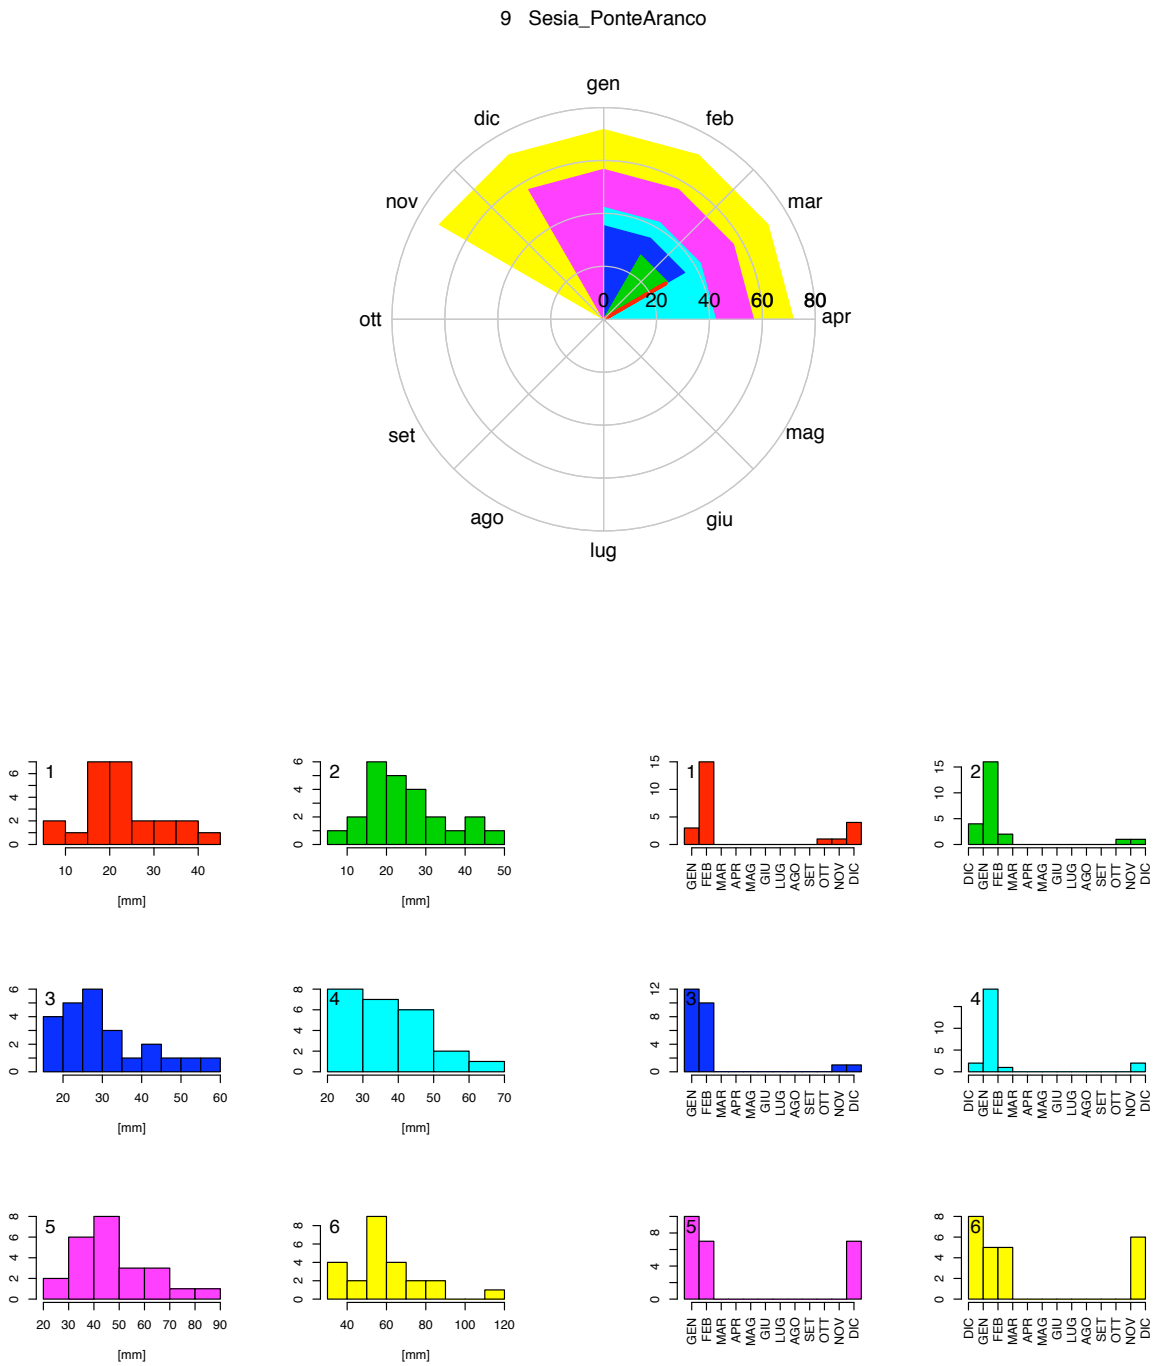 9 Sesia_PonteAranco
gen
dic feb
nov mar
0 20 40 60 80
ott apr
set mag
ago giu
lug
1
0 2 4 6
10 20 30 40
[mm]
2
0 2 4 6
10 20 30 40 50
[mm]
1
0 5 10 15
GEN FEB MAR APR MAG GIU LUG AGO SET OTT NOV DIC
2
0 5 10 15
DIC GEN FEB MAR APR MAG GIU LUG AGO SET OTT NOV DIC
3
0 2 4 6
20 30 40 50 60
[mm]
4
0 2 4 6 8
20 30 40 50 60 70
[mm]
3
0 4 8 12
GEN FEB MAR APR MAG GIU LUG AGO SET OTT NOV DIC
4
0 5 10
DIC GEN FEB MAR APR MAG GIU LUG AGO SET OTT NOV DIC
5
0 2 4 6 8
20 30 40 50 60 70 80 90
[mm]
6
0 2 4 6 8
40 60 80 100 120
[mm]
5
0 4 8
GEN FEB MAR APR MAG GIU LUG AGO SET OTT NOV DIC
6
0 2 4 6 8
DIC GEN FEB MAR APR MAG GIU LUG AGO SET OTT NOV DIC